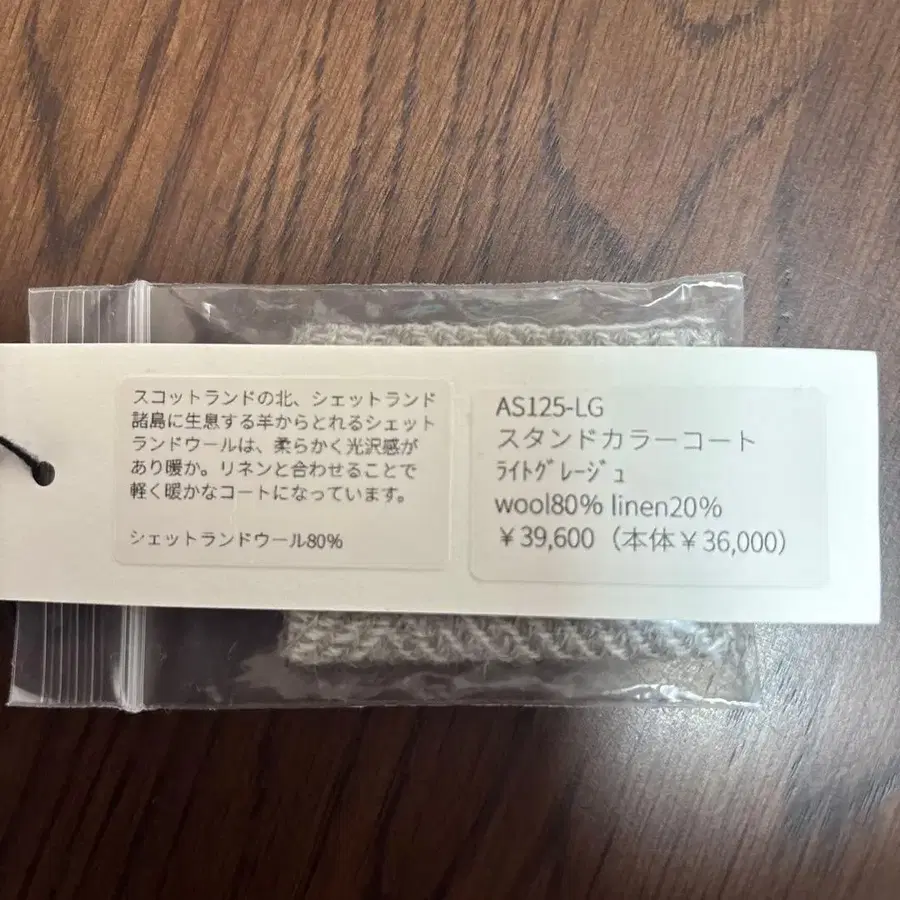 スコットランドの北、シェットランド
諸島に生息する羊からとれるシェット
ランドウールは、柔らかく光沢感が
あり暖か。リネンと合わせることで
軽く暖かなコートになっています。
シェットランドウール80%
AS125-LG
スタンドカラーコート
ﾗｲﾄｸﾞﾚｰｼﾞｭ
wool80% linen20%
￥39,600（本体￥36,000）